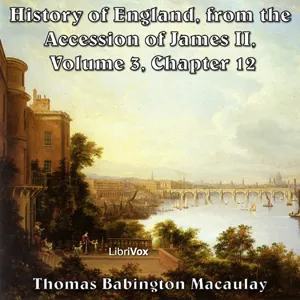 History of England, from the
Accession of James II,
Volume 3, Chapter 12
LibriVox
Thomas Babington Macaulay